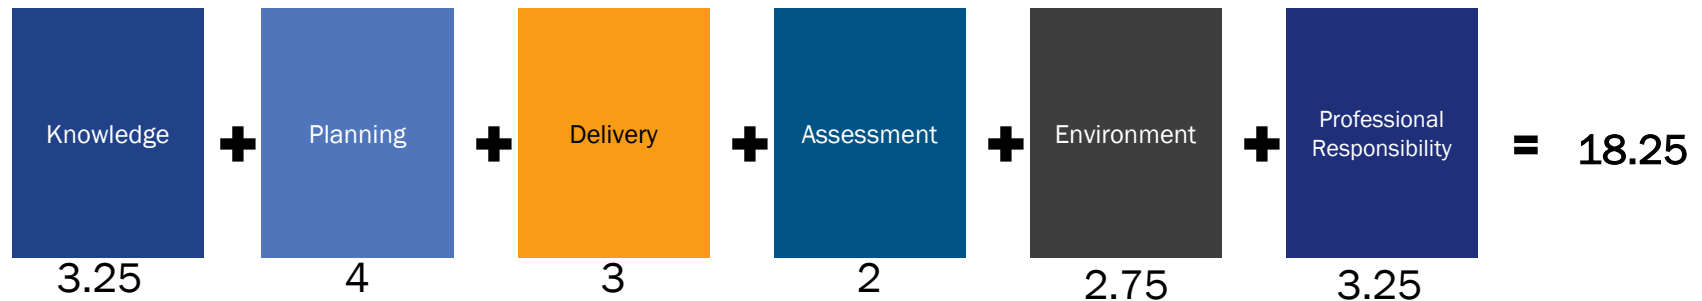 Knowledge + Planning + Delivery + Assessment + Environment + Professional Responsibility = 18.25
3.25 4 3 2 2.75 3.25